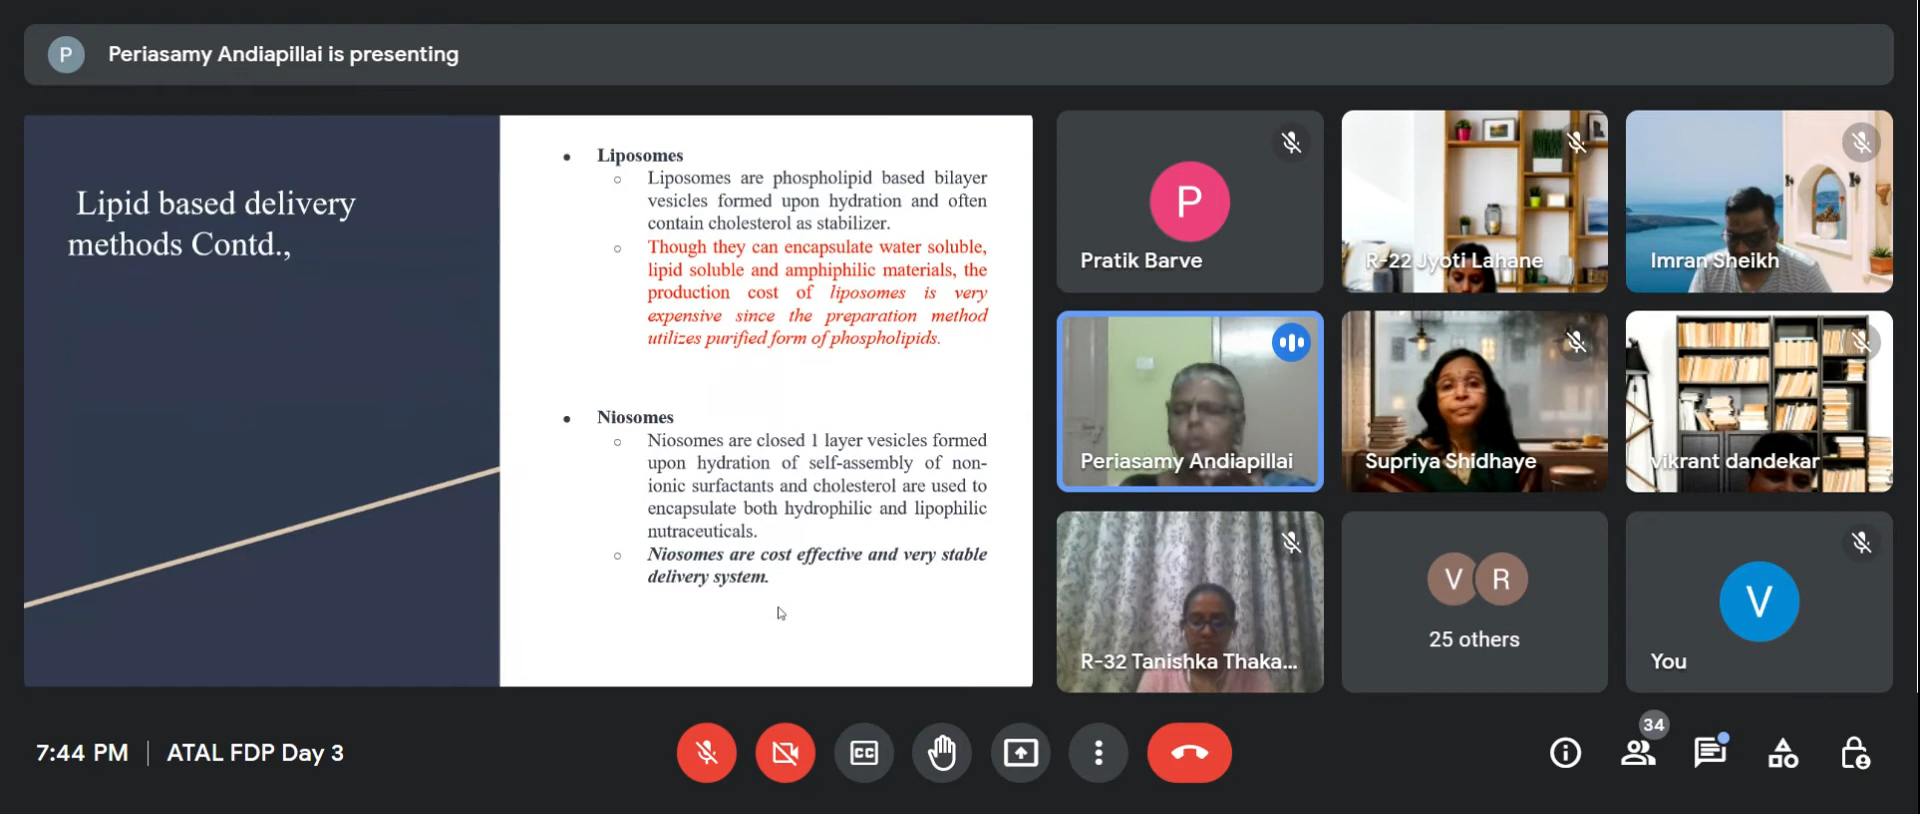 P
Periasamy Andiapillai is presenting
Lipid based delivery
methods Contd.,
Liposomes
Liposomes are phospholipid based bilayer
vesicles formed upon hydration and often
contain cholesterol as stabilizer.
Though they can encapsulate water soluble,
lipid soluble and amphiphilic materials, the
production cost of liposomes is very
expensive since the preparation method
utilizes purified form of phospholipids.
Niosomes
Niosomes are closed 1 layer vesicles formed
upon hydration of self-assembly of non-
ionic surfactants and cholesterol are used to
encapsulate both hydrophilic and lipophilic
nutraceuticals.
Niosomes are cost effective and very stable
delivery system.
P
Pratik Barve
R-22 Jyoti Lahane
Imran Sheikh
Periasamy Andiapillai
Supriya Shidhaye
vikrant dandekar
R-32 Tanishka Thaka...
V R
25 others
V
You
7:44 PM | ATAL FDP Day 3
CC
34